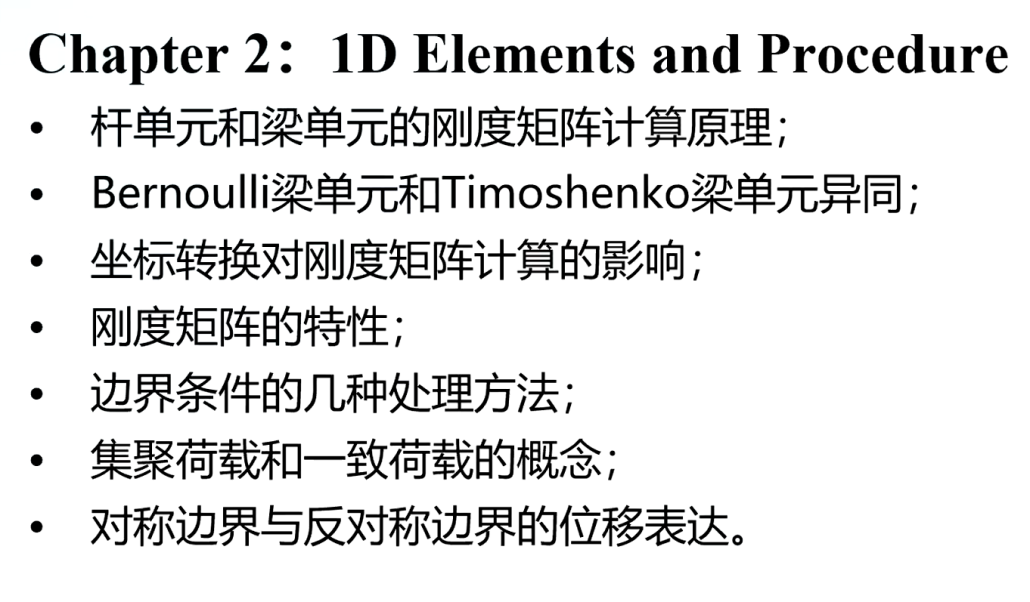 Chapter 2：1D Elements and Procedure
• 杆单元和梁单元的刚度矩阵计算原理；
• Bernoulli梁单元和Timoshenko梁单元异同；
• 坐标转换对刚度矩阵计算的影响；
• 刚度矩阵的特性；
• 边界条件的几种处理方法；
• 集聚荷载和一致荷载的概念；
• 对称边界与反对称边界的位移表达。